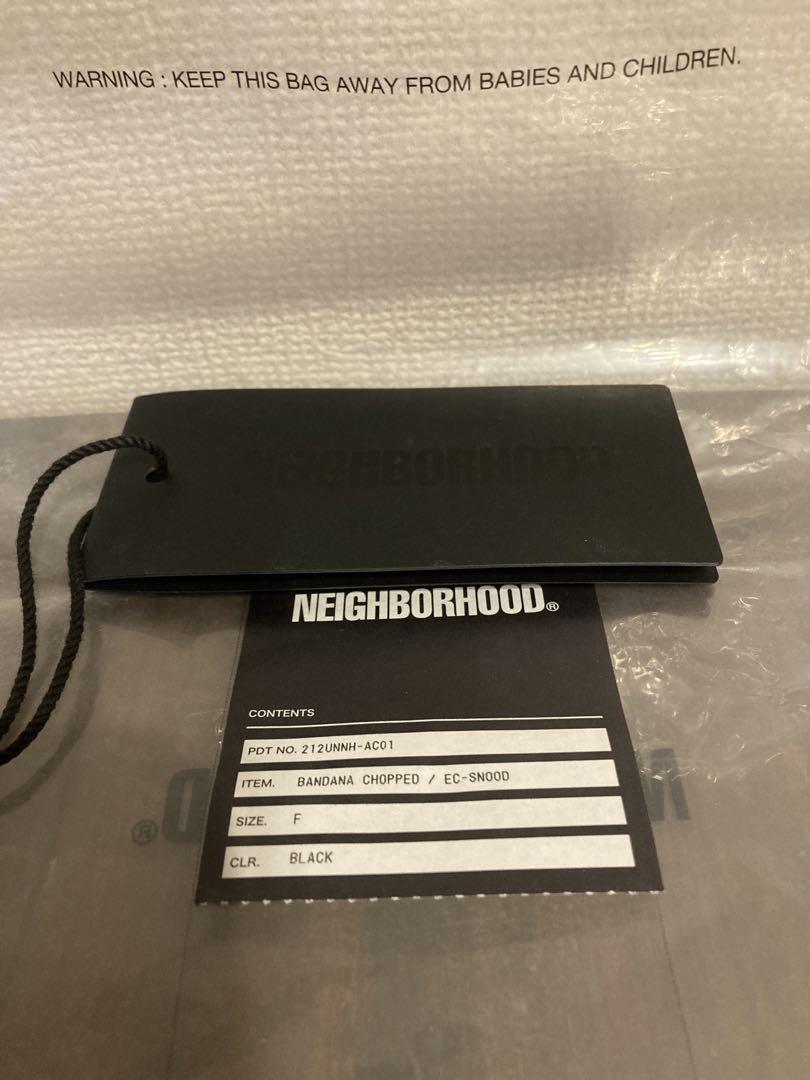 WARNING : KEEP THIS BAG AWAY FROM BABIES AND CHILDREN.
NEIGHBORHOOD
NEIGHBORHOOD®
CONTENTS
PDT NO. 212UNNH-AC01
ITEM. BANDANA CHOPPED / EC-SNOOD
SIZE. F
CLR. BLACK